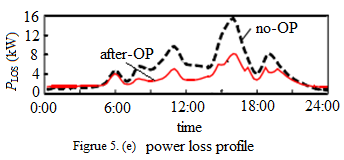 16
12
8
4
0
P_LOS (kW)
no-OP
after-OP
0:00 6:00 12:00 18:00 24:00
time
Figrue 5. (e) power loss profile